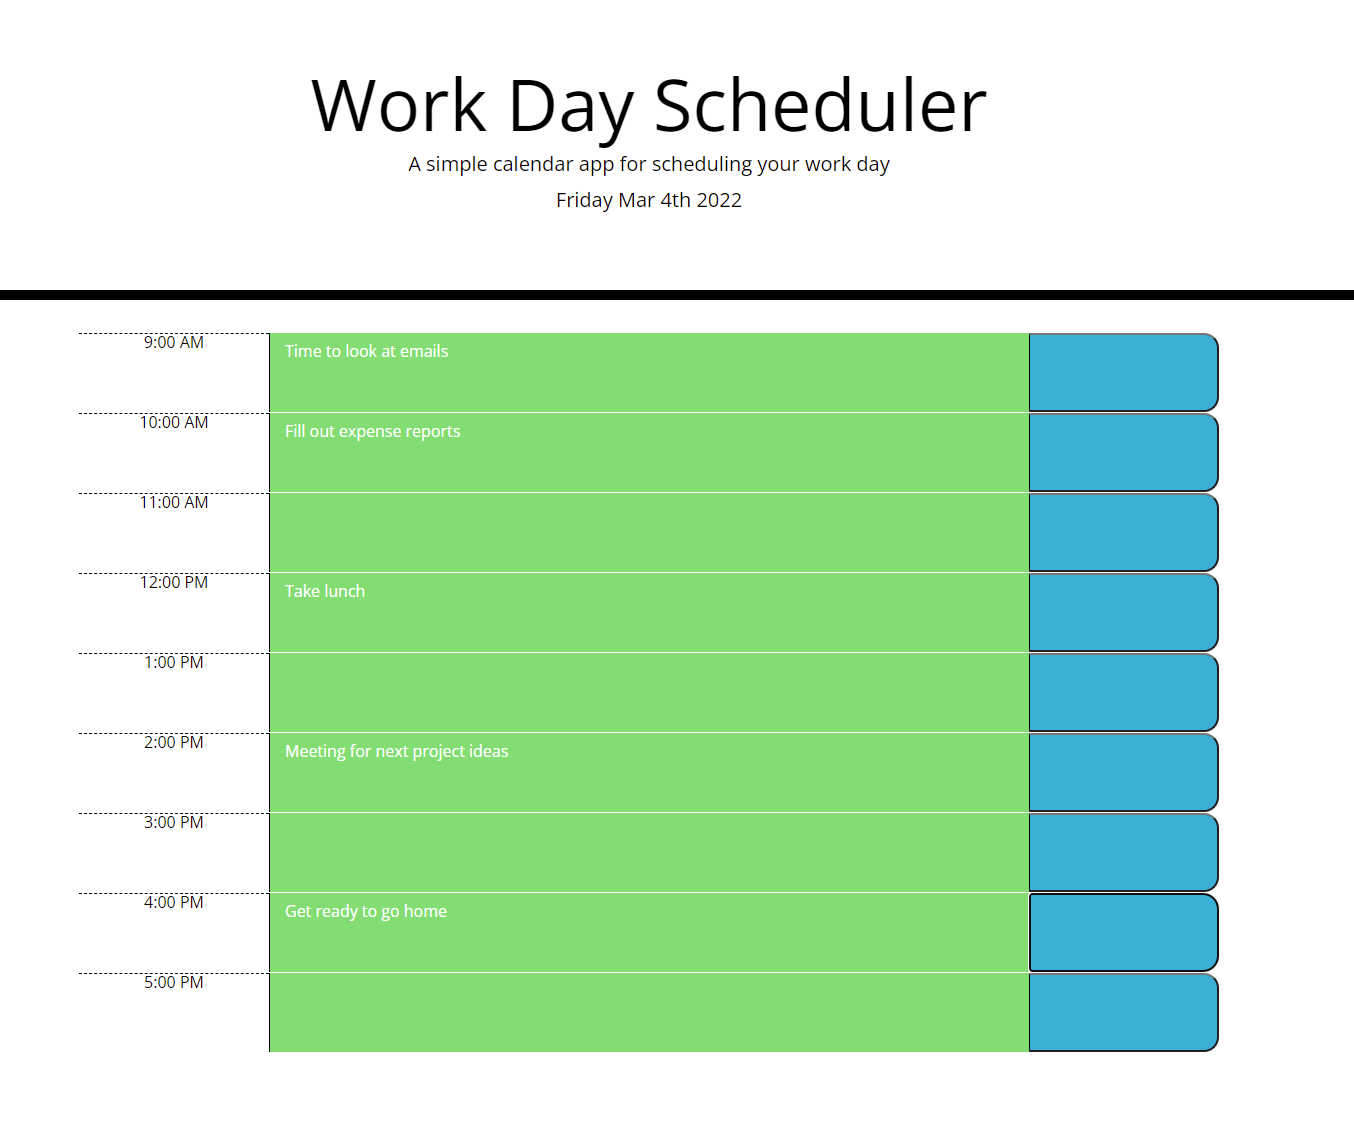 Work Day Scheduler
A simple calendar app for scheduling your work day
Friday Mar 4th 2022
9:00 AM
Time to look at emails
10:00 AM
Fill out expense reports
11:00 AM
12:00 PM
Take lunch
1:00 PM
2:00 PM
Meeting for next project ideas
3:00 PM
4:00 PM
Get ready to go home
5:00 PM